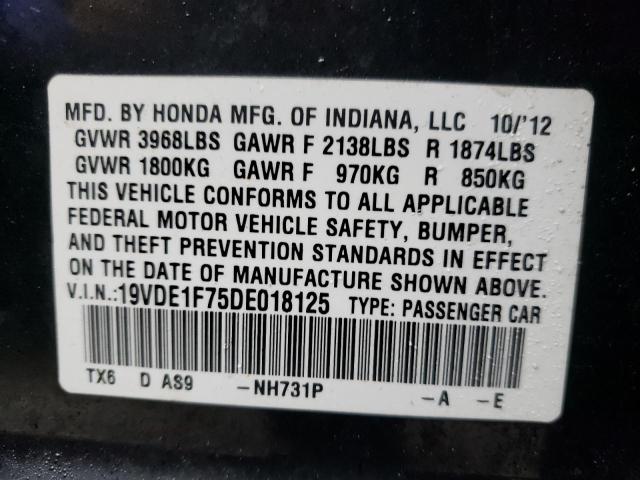 MFD. BY HONDA MFG. OF INDIANA, LLC 10/'12
GVWR 3968LBS GAWR F 2138LBS R 1874LBS
GVWR 1800KG GAWR F 970KG R 850KG
THIS VEHICLE CONFORMS TO ALL APPLICABLE
FEDERAL MOTOR VEHICLE SAFETY, BUMPER,
AND THEFT PREVENTION STANDARDS IN EFFECT
ON THE DATE OF MANUFACTURE SHOWN ABOVE.
V.I.N.:19VDE1F75DE018125 TYPE: PASSENGER CAR
TX6 D AS9 -NH731P -A -E